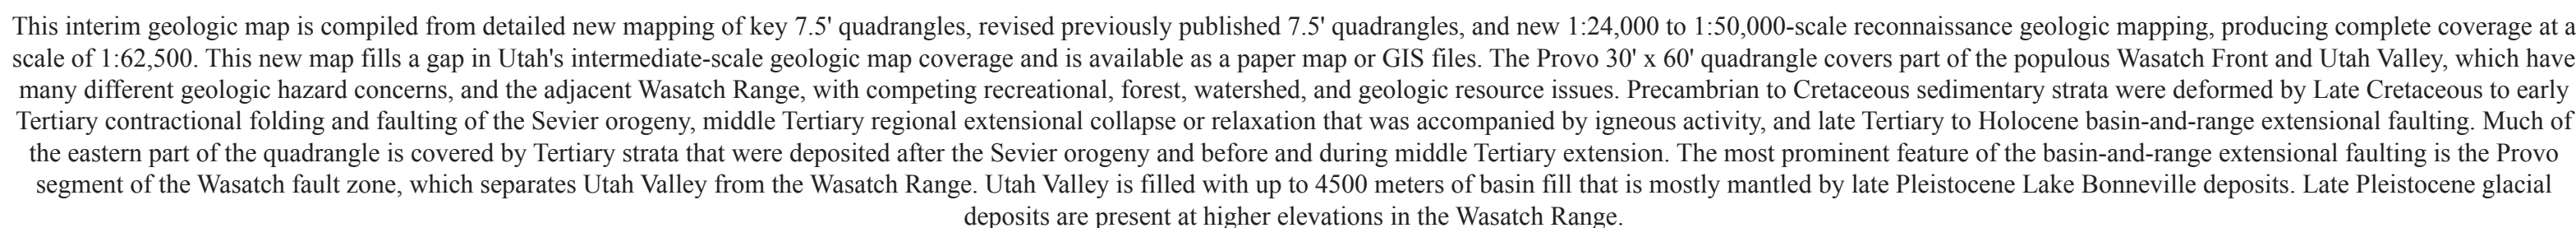 This interim geologic map is compiled from detailed new mapping of key 7.5' quadrangles, revised previously published 7.5' quadrangles, and new 1:24,000 to 1:50,000-scale reconnaissance geologic mapping, producing complete coverage at a
scale of 1:62,500. This new map fills a gap in Utah's intermediate-scale geologic map coverage and is available as a paper map or GIS files. The Provo 30' x 60' quadrangle covers part of the populous Wasatch Front and Utah Valley, which have
many different geologic hazard concerns, and the adjacent Wasatch Range, with competing recreational, forest, watershed, and geologic resource issues. Precambrian to Cretaceous sedimentary strata were deformed by Late Cretaceous to early
Tertiary contractional folding and faulting of the Sevier orogeny, middle Tertiary regional extensional collapse or relaxation that was accompanied by igneous activity, and late Tertiary to Holocene basin-and-range extensional faulting. Much of
the eastern part of the quadrangle is covered by Tertiary strata that were deposited after the Sevier orogeny and before and during middle Tertiary extension. The most prominent feature of the basin-and-range extensional faulting is the Provo
segment of the Wasatch fault zone, which separates Utah Valley from the Wasatch Range. Utah Valley is filled with up to 4500 meters of basin fill that is mostly mantled by late Pleistocene Lake Bonneville deposits. Late Pleistocene glacial
deposits are present at higher elevations in the Wasatch Range.